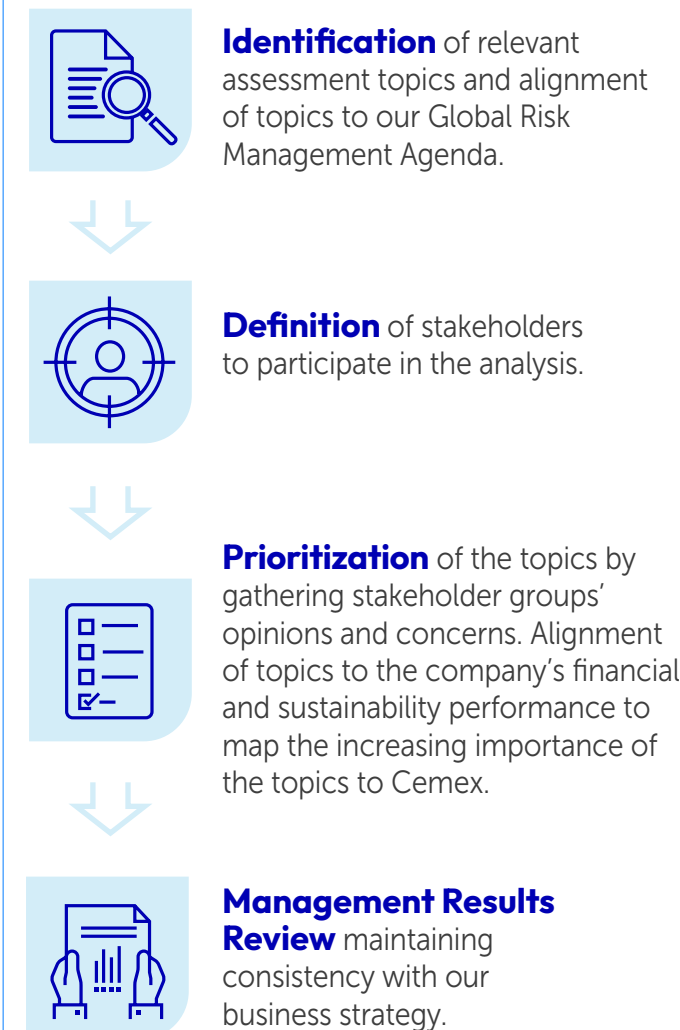 Identification of relevant
assessment topics and alignment
of topics to our Global Risk
Management Agenda.
Definition of stakeholders
to participate in the analysis.
Prioritization of the topics by
gathering stakeholder groups’
opinions and concerns. Alignment
of topics to the company’s financial
and sustainability performance to
map the increasing importance of
the topics to Cemex.
Management Results
Review maintaining
consistency with our
business strategy.